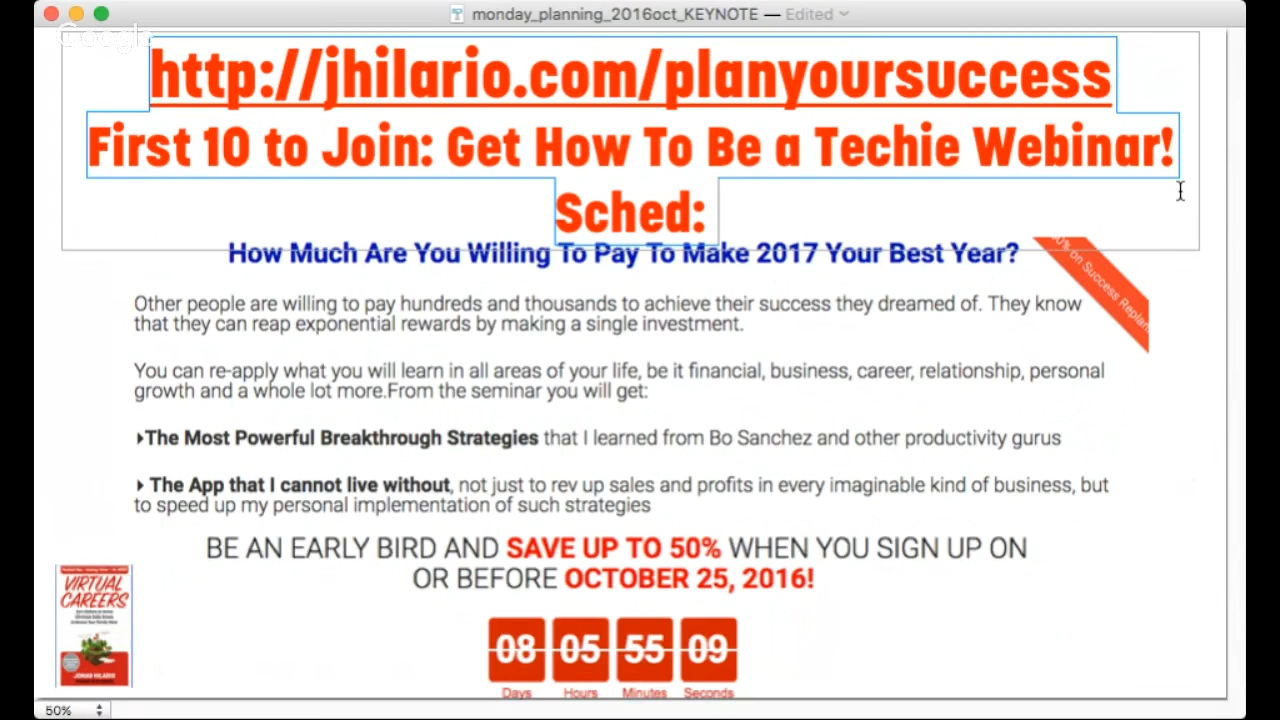 monday_planning_2016oct_KEYNOTE — Edited
Google
http://jhilario.com/planyoursuccess
First 10 to Join: Get How To Be a Techie Webinar!
Sched:
How Much Are You Willing To Pay To Make 2017 Your Best Year?
0% on Success Replan
Other people are willing to pay hundreds and thousands to achieve their success they dreamed of. They know
that they can reap exponential rewards by making a single investment.
You can re-apply what you will learn in all areas of your life, be it financial, business, career, relationship, personal
growth and a whole lot more.From the seminar you will get:
The Most Powerful Breakthrough Strategies that I learned from Bo Sanchez and other productivity gurus
The App that I cannot live without, not just to rev up sales and profits in every imaginable kind of business, but
to speed up my personal implementation of such strategies
BE AN EARLY BIRD AND SAVE UP TO 50% WHEN YOU SIGN UP ON
OR BEFORE OCTOBER 25, 2016!
VIRTUAL
CAREERS
JOMAR HILARIO
08 05 55 09
Days Hours Minutes Seconds
50%